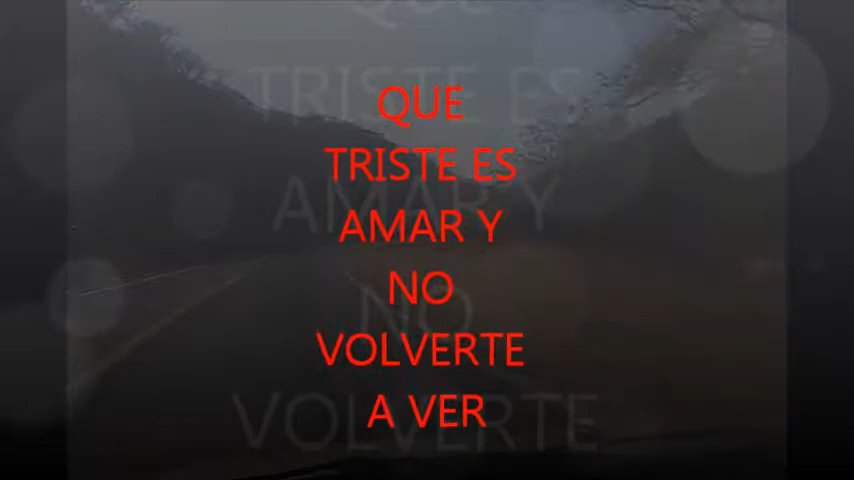 QUE
TRISTE ES
AMAR Y
NO
VOLVERTE
A VER